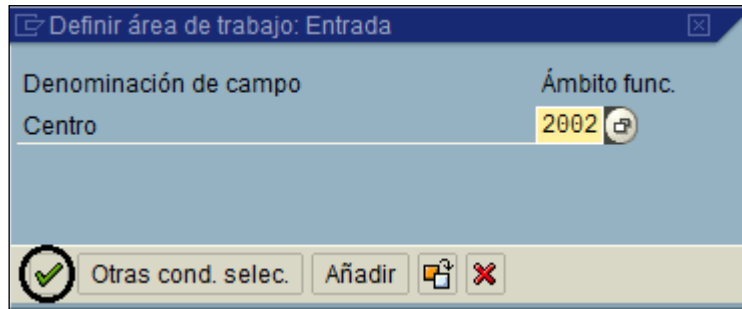 Definir área de trabajo: Entrada
Denominación de campo Ámbito func.
Centro 2002
Otras cond. selec. Añadir